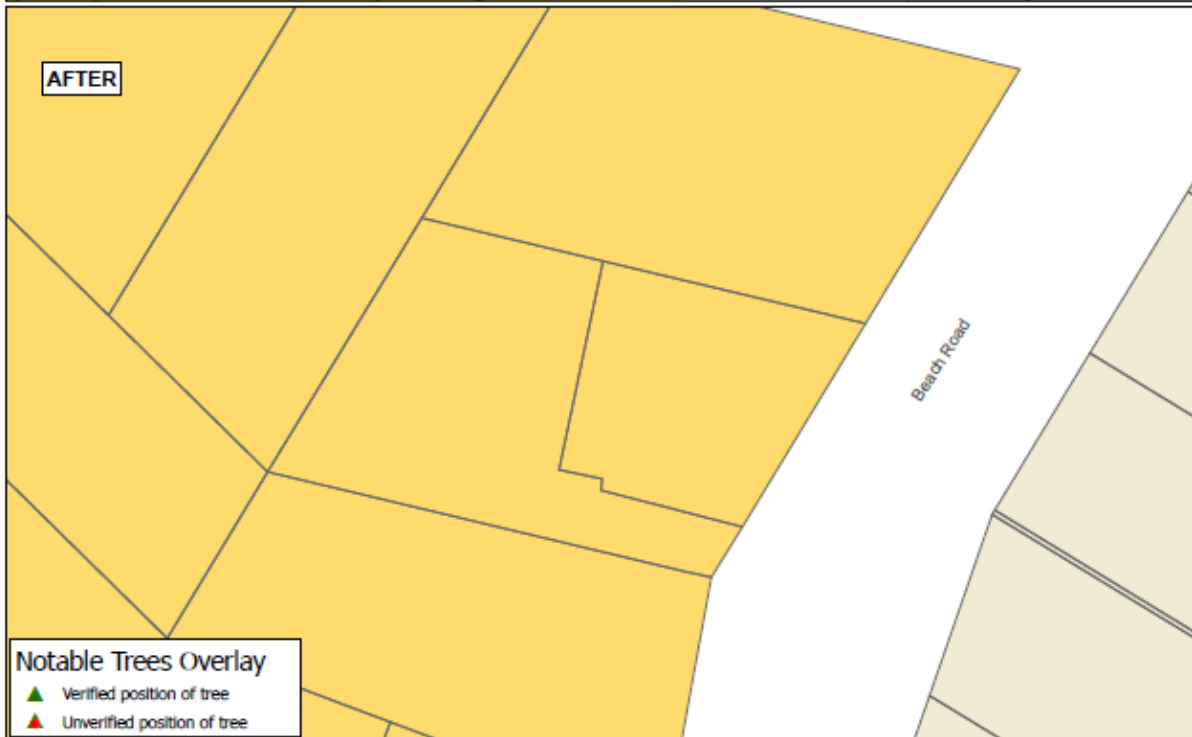 AFTER
Beach Road
Notable Trees Overlay
Verified position of tree
Unverified position of tree